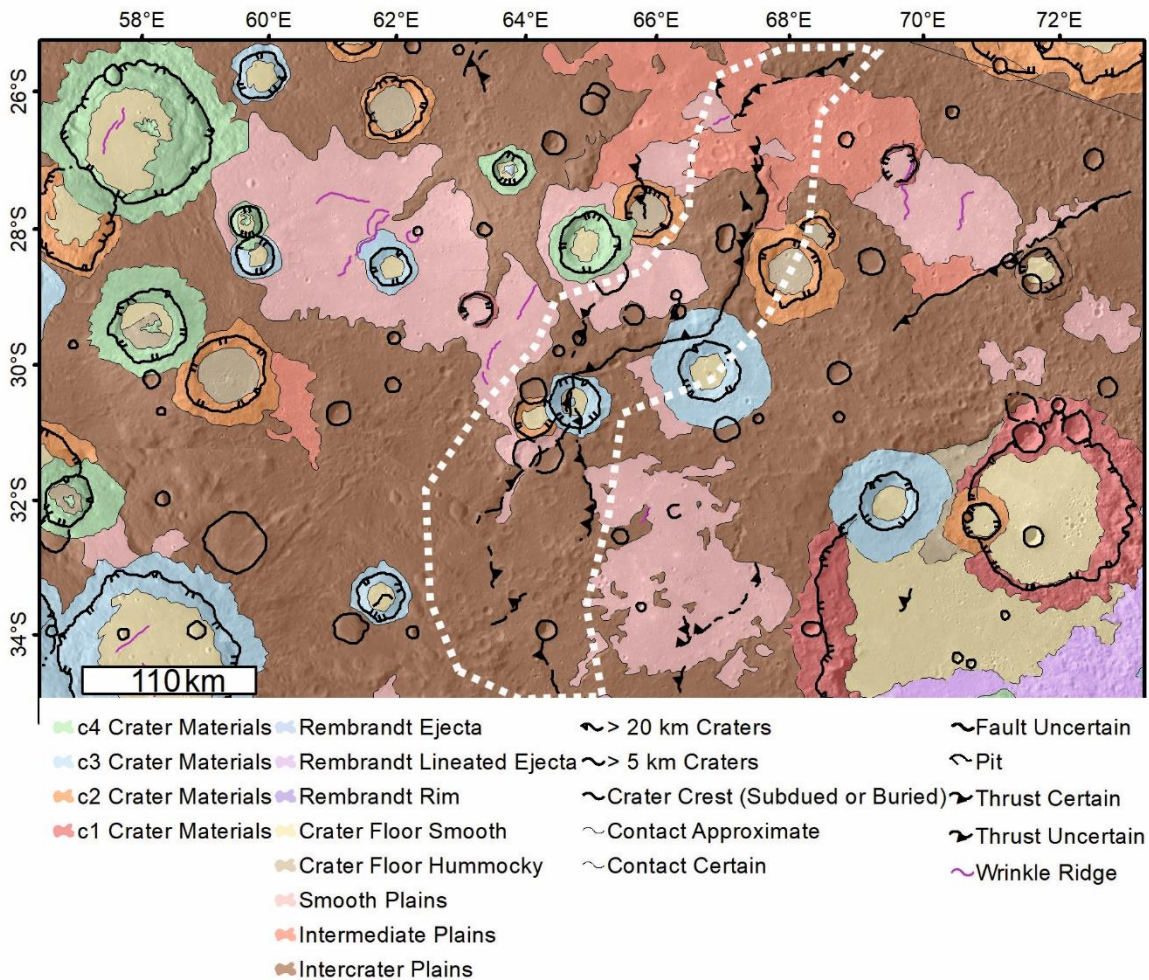 58°E 60°E 62°E 64°E 66°E 68°E 70°E 72°E
26°S
28°S
30°S
32°S
34°S
110km
c4 Crater Materials
c3 Crater Materials
c2 Crater Materials
c1 Crater Materials
Rembrandt Ejecta
Rembrandt Lineated Ejecta
Rembrandt Rim
Crater Floor Smooth
Crater Floor Hummocky
Smooth Plains
Intermediate Plains
Intercrater Plains
> 20 km Craters
> 5 km Craters
Crater Crest (Subdued or Buried)
Contact Approximate
Contact Certain
Fault Uncertain
Pit
Thrust Certain
Thrust Uncertain
Wrinkle Ridge